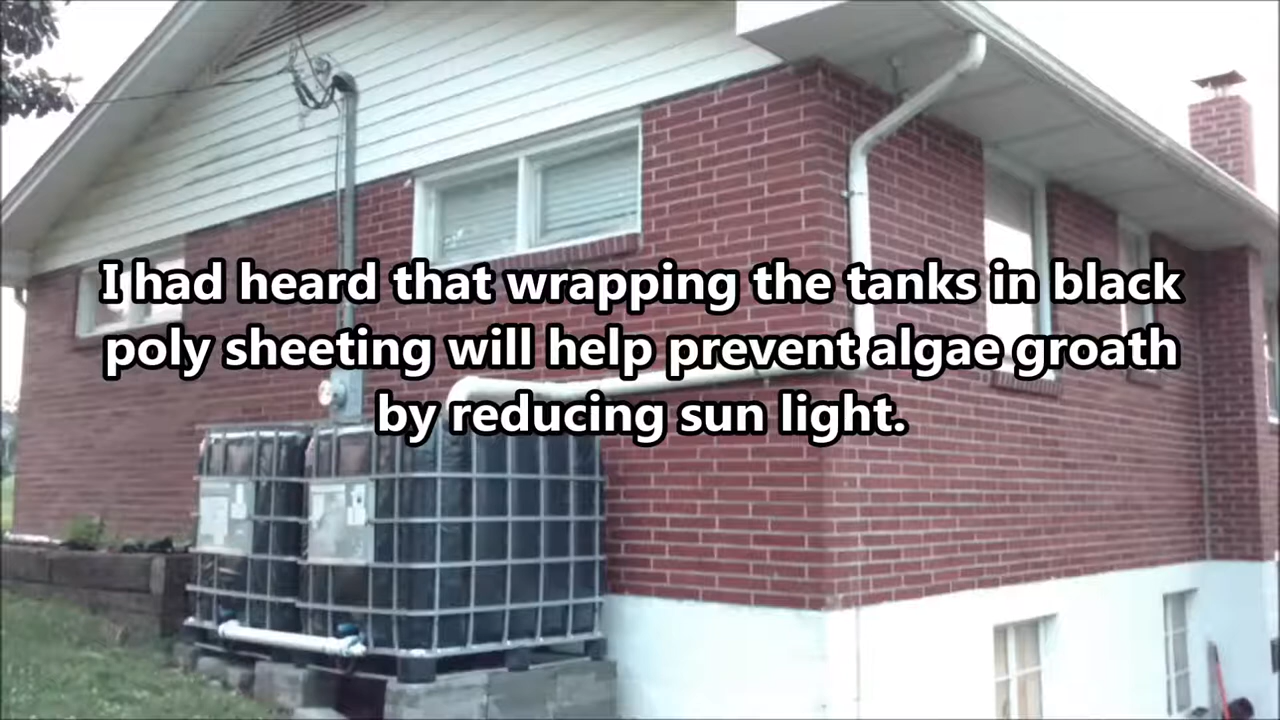 I had heard that wrapping the tanks in black
poly sheeting will help prevent algae groath
by reducing sun light.